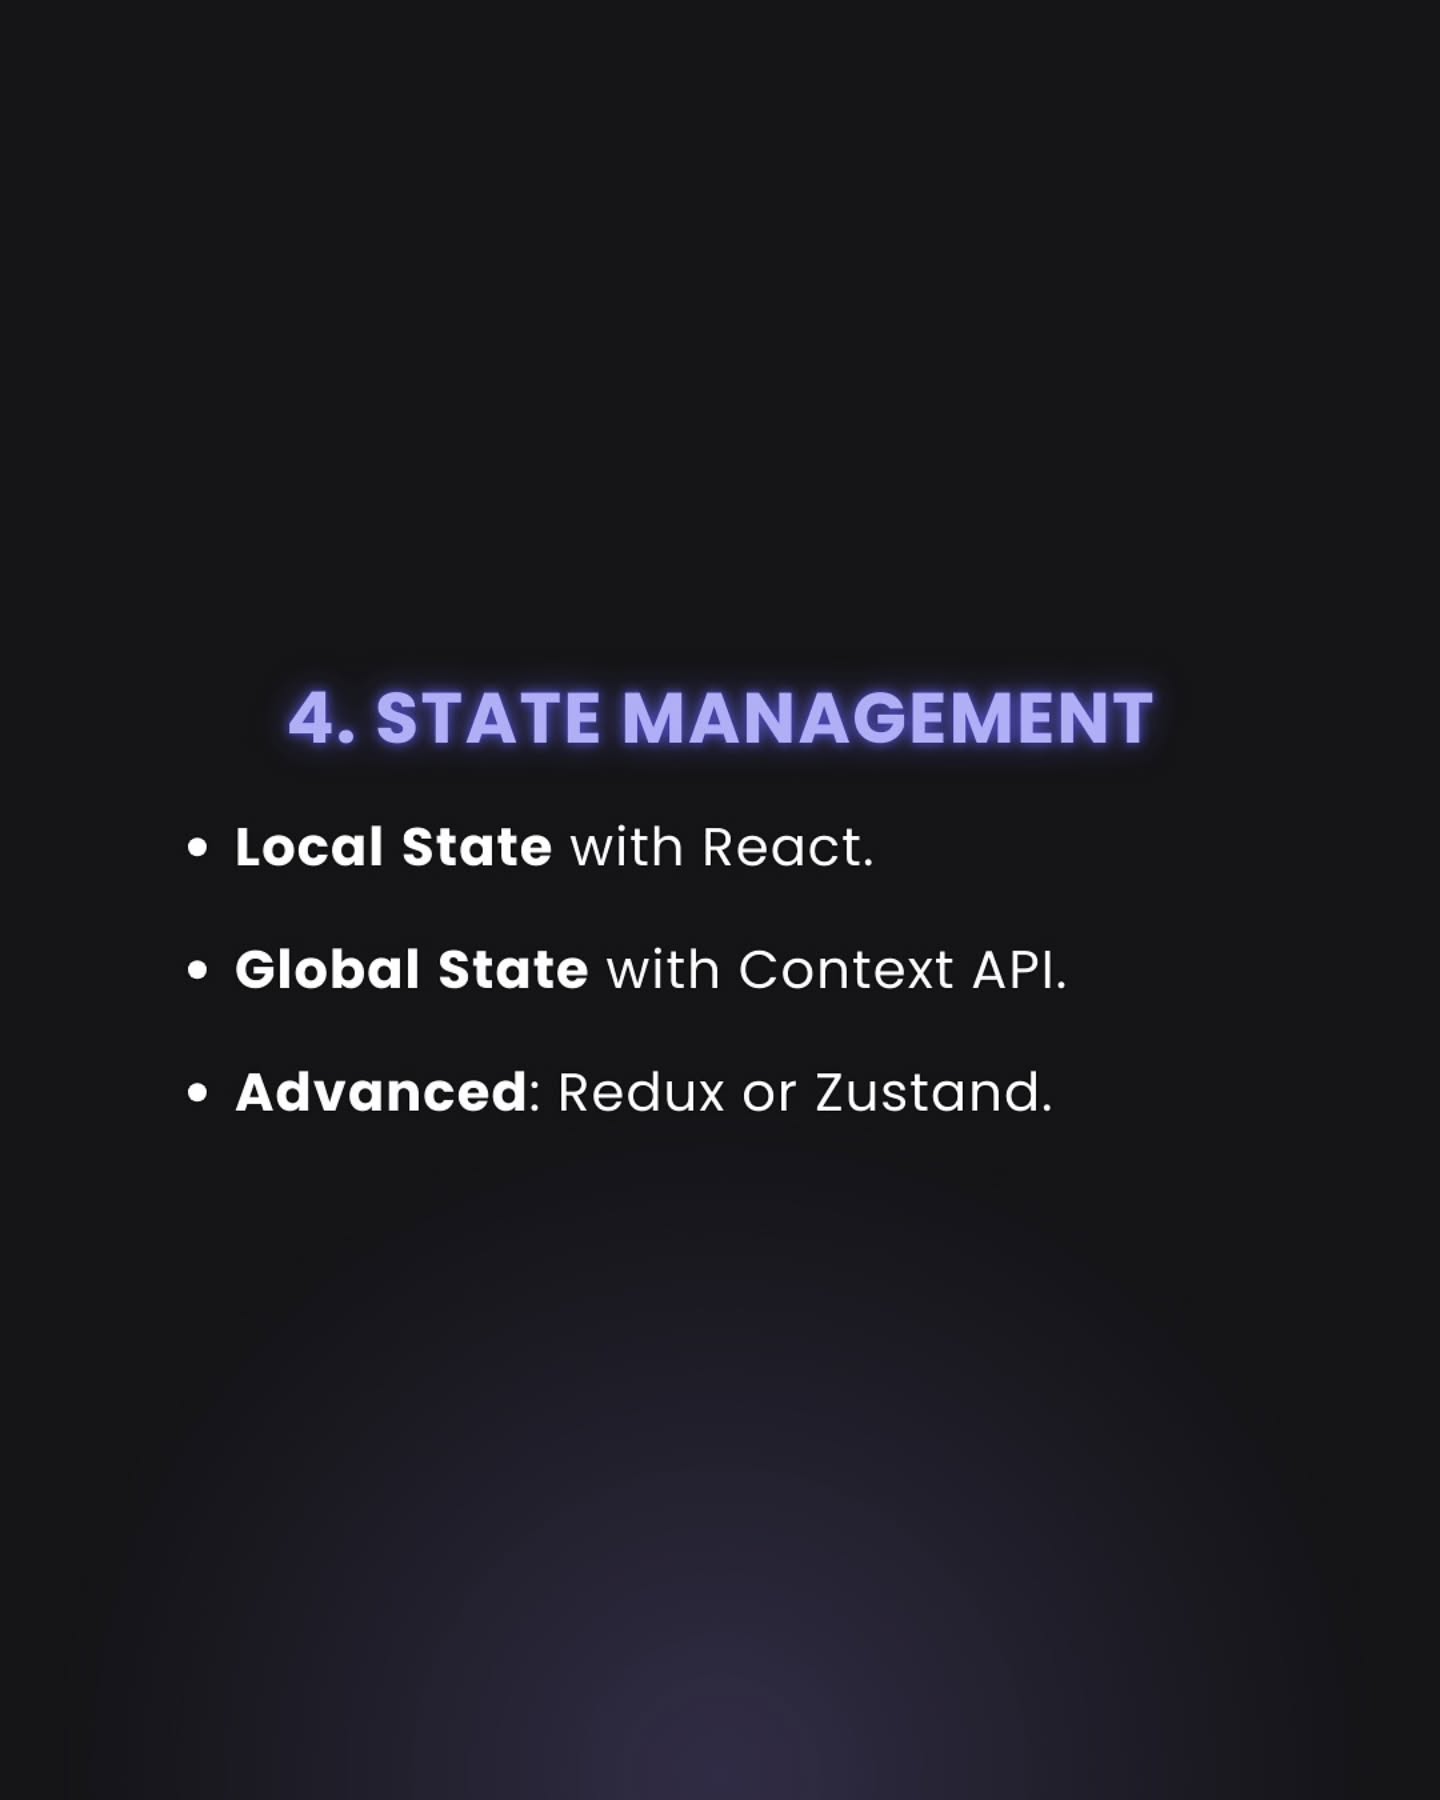 4. STATE MANAGEMENT
• Local State with React.
• Global State with Context API.
• Advanced: Redux or Zustand.